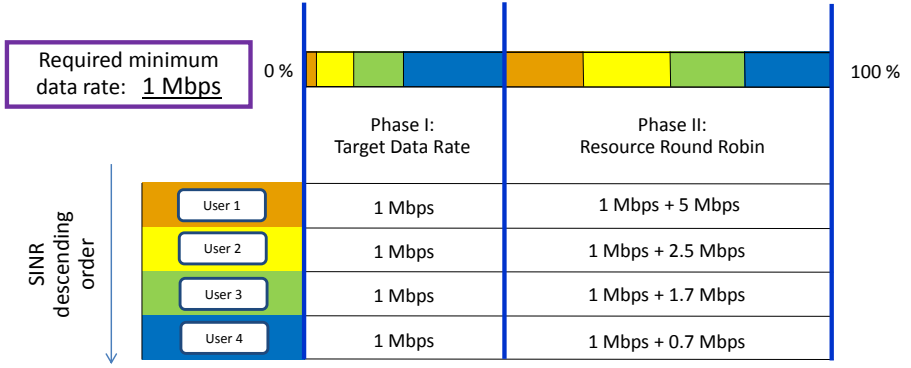 Required minimum
data rate: 1 Mbps
0 %
100 %
Phase I:
Target Data Rate
Phase II:
Resource Round Robin
SINR
descending
order
User 1
1 Mbps
1 Mbps + 5 Mbps
User 2
1 Mbps
1 Mbps + 2.5 Mbps
User 3
1 Mbps
1 Mbps + 1.7 Mbps
User 4
1 Mbps
1 Mbps + 0.7 Mbps